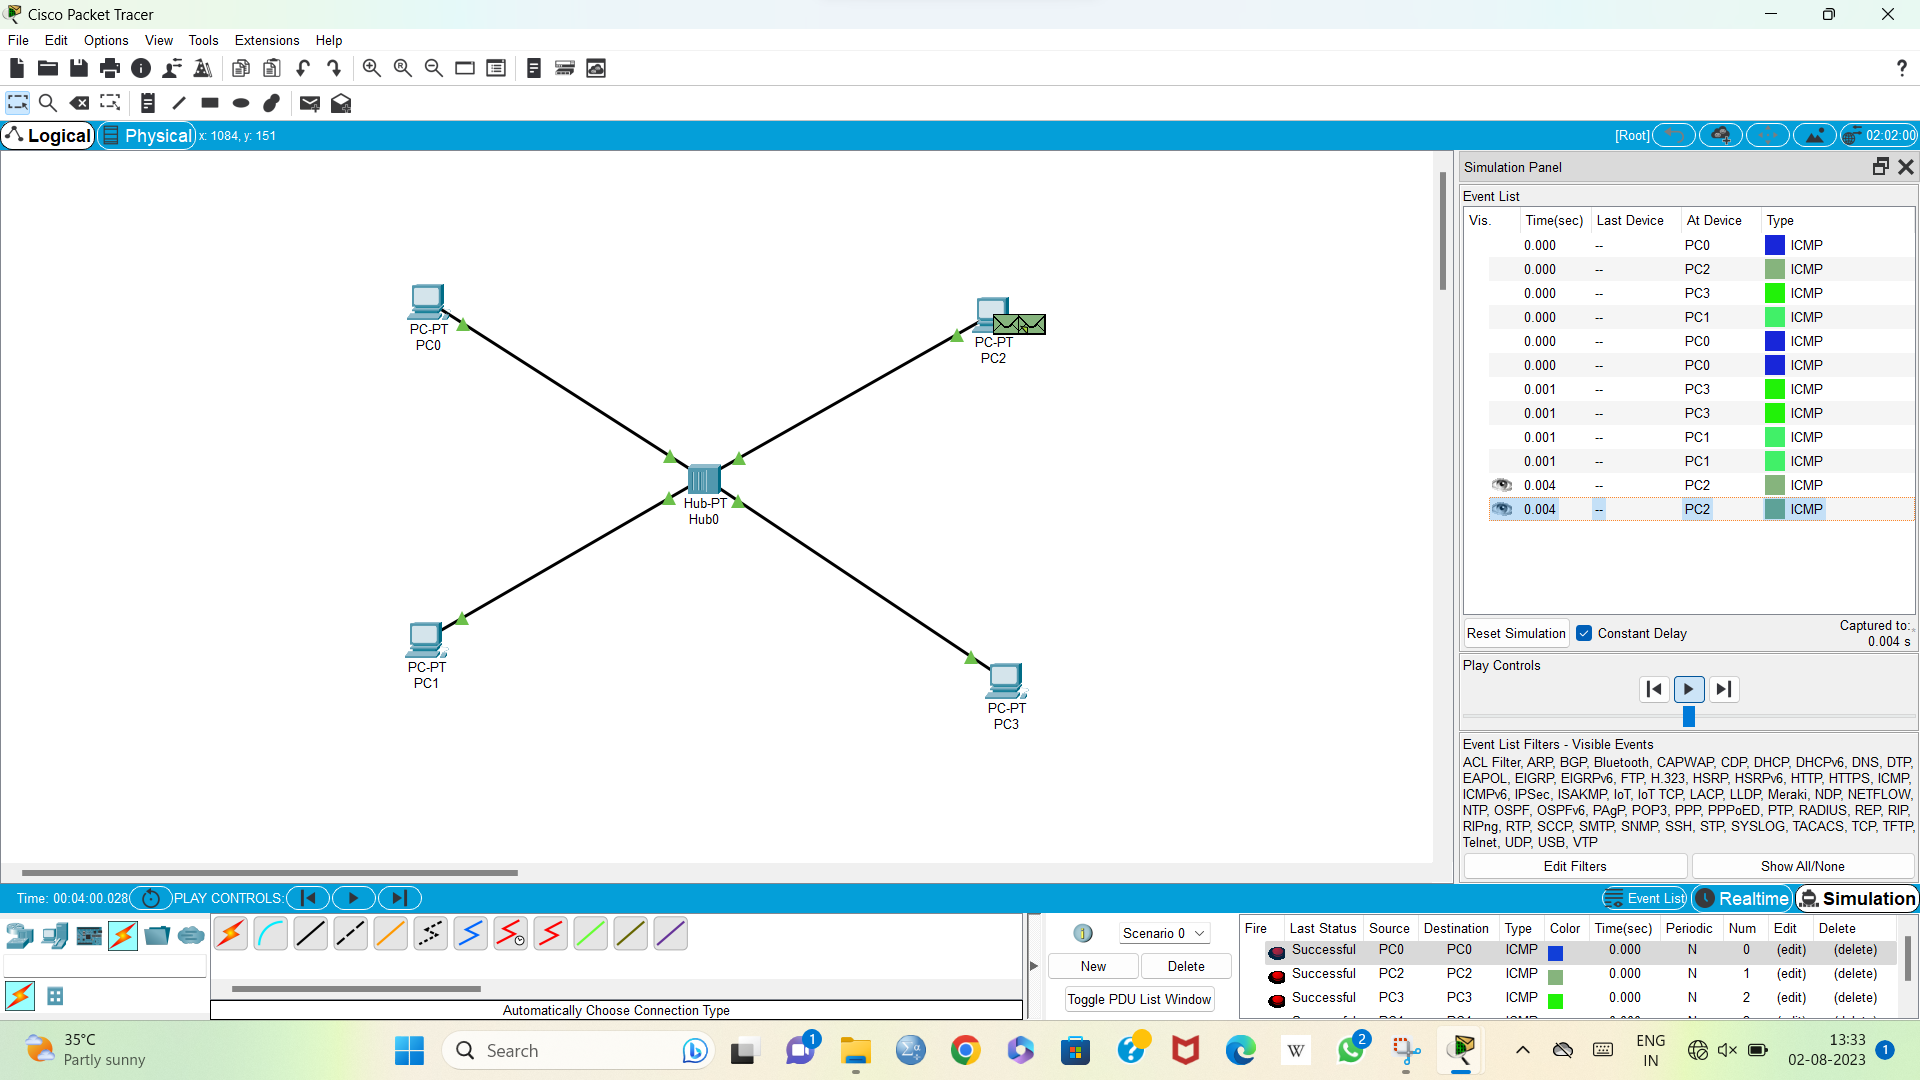 Cisco Packet Tracer
File Edit Options View Tools Extensions Help
?
Logical Physical x: 1084, y: 151 [Root] 02:02:00
PC-PT
PC0
PC-PT
PC2
Hub-PT
Hub0
PC-PT
PC1
PC-PT
PC3
Simulation Panel
Event List
Vis. Time(sec) Last Device At Device Type
0.000 -- PC0 ICMP
0.000 -- PC2 ICMP
0.000 -- PC3 ICMP
0.000 -- PC1 ICMP
0.000 -- PC0 ICMP
0.000 -- PC0 ICMP
0.001 -- PC3 ICMP
0.001 -- PC3 ICMP
0.001 -- PC1 ICMP
0.001 -- PC1 ICMP
0.004 -- PC2 ICMP
0.004 -- PC2 ICMP
Reset Simulation Constant Delay Captured to:
0.004 s
Play Controls
Event List Filters - Visible Events
ACL Filter, ARP, BGP, Bluetooth, CAPWAP, CDP, DHCP, DHCPv6, DNS, DTP,
EAPOL, EIGRP, EIGRPv6, FTP, H.323, HSRP, HSRPv6, HTTP, HTTPS, ICMP,
ICMPv6, IPSec, ISAKMP, IoT, IoT TCP, LACP, LLDP, Meraki, NDP, NETFLOW,
NTP, OSPF, OSPFv6, PAgP, POP3, PPP, PPPoED, PTP, RADIUS, REP, RIP,
RIPng, RTP, SCCP, SMTP, SNMP, SSH, STP, SYSLOG, TACACS, TCP, TFTP,
Telnet, UDP, USB, VTP
Edit Filters Show All/None
Time: 00:04:00.028 PLAY CONTROLS: Event List Realtime Simulation
Automatically Choose Connection Type
1 Scenario 0
New Delete
Toggle PDU List Window
Fire Last Status Source Destination Type Color Time(sec) Periodic Num Edit Delete
Successful PC0 PC0 ICMP 0.000 N 0 (edit) (delete)
Successful PC2 PC2 ICMP 0.000 N 1 (edit) (delete)
Successful PC3 PC3 ICMP 0.000 N 2 (edit) (delete)
35°C
Partly sunny
Search
1
W
2
ENG
IN
13:33
02-08-2023
1